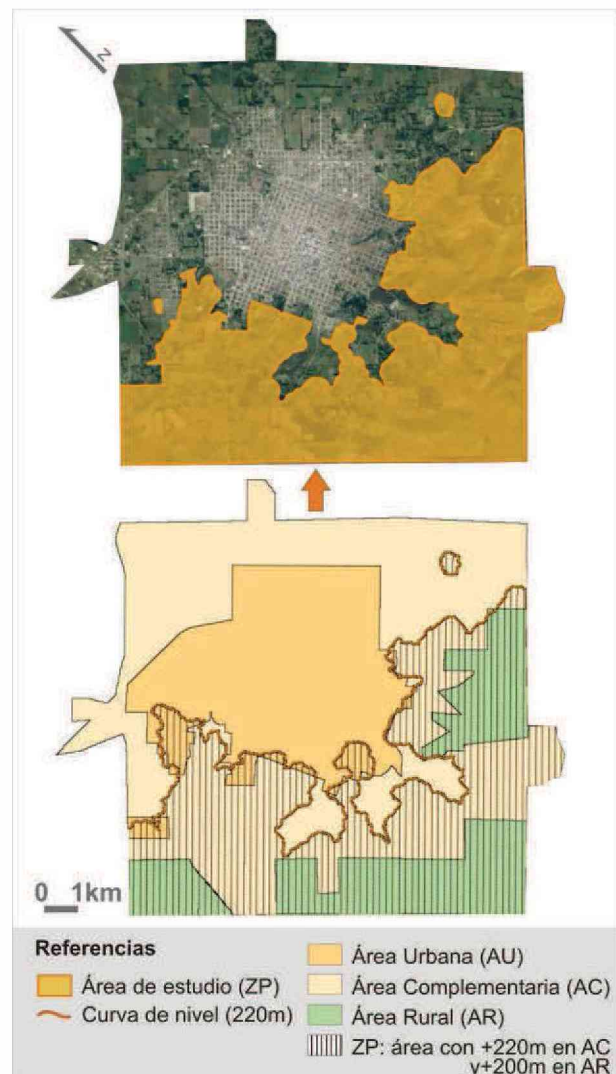 N
0 1km
Referencias
Área de estudio (ZP)
Curva de nivel (220m)
Área Urbana (AU)
Área Complementaria (AC)
Área Rural (AR)
ZP: área con +220m en AC
y+200m en AR